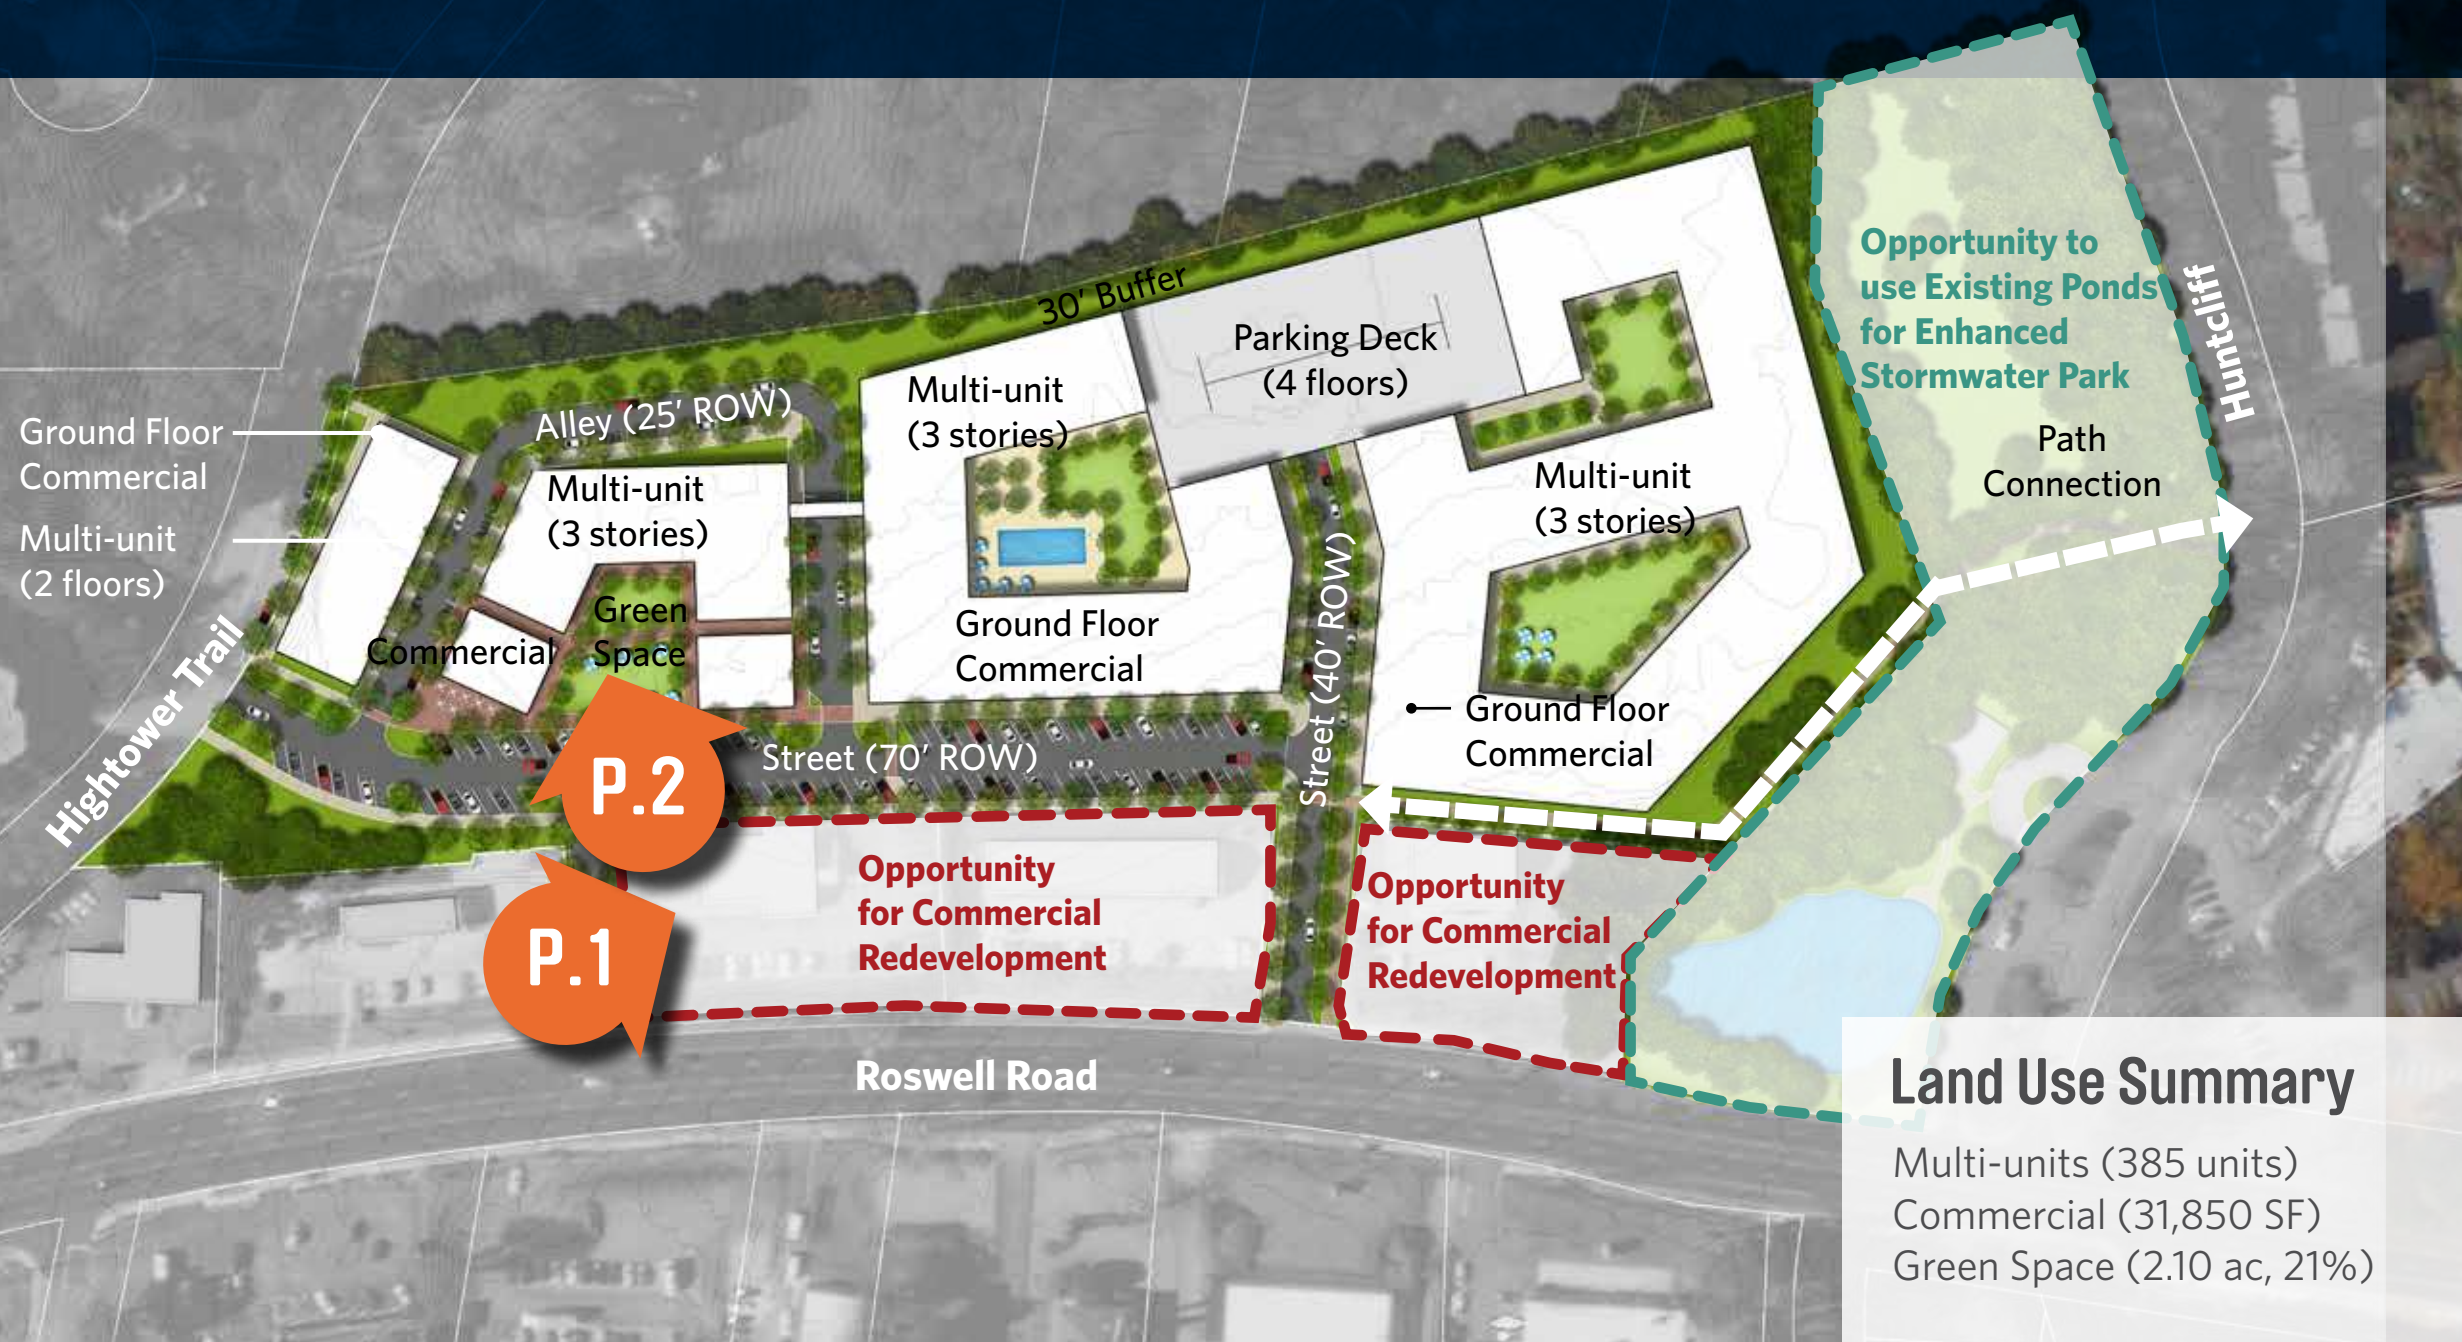 30' Buffer
Parking Deck
(4 floors)
Multi-unit
(3 stories)
Alley (25' ROW)
Ground Floor
Commercial
Multi-unit
(2 floors)
Multi-unit
(3 stories)
Multi-unit
(3 stories)
Green
Space
Commercial
Ground Floor
Commercial
Ground Floor
Commercial
Hightower Trail
Street (70' ROW)
Street (40' ROW)
Opportunity to
use Existing Ponds
for Enhanced
Stormwater Park
Path
Connection
Huntcliff
P.2
P.1
Opportunity
for Commercial
Redevelopment
Opportunity
for Commercial
Redevelopment
Roswell Road
Land Use Summary
Multi-units (385 units)
Commercial (31,850 SF)
Green Space (2.10 ac, 21%)